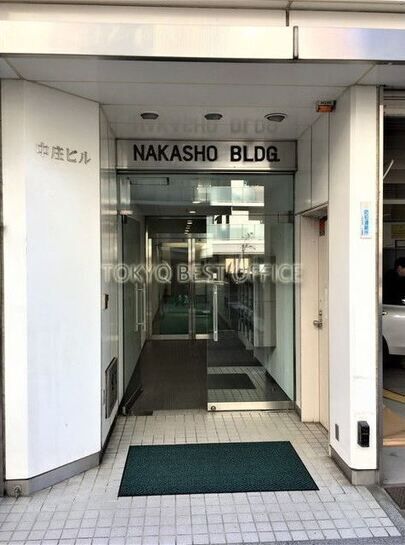 中庄ビル
NAKASHO BLDG.
TOKYO BEST OFFICE